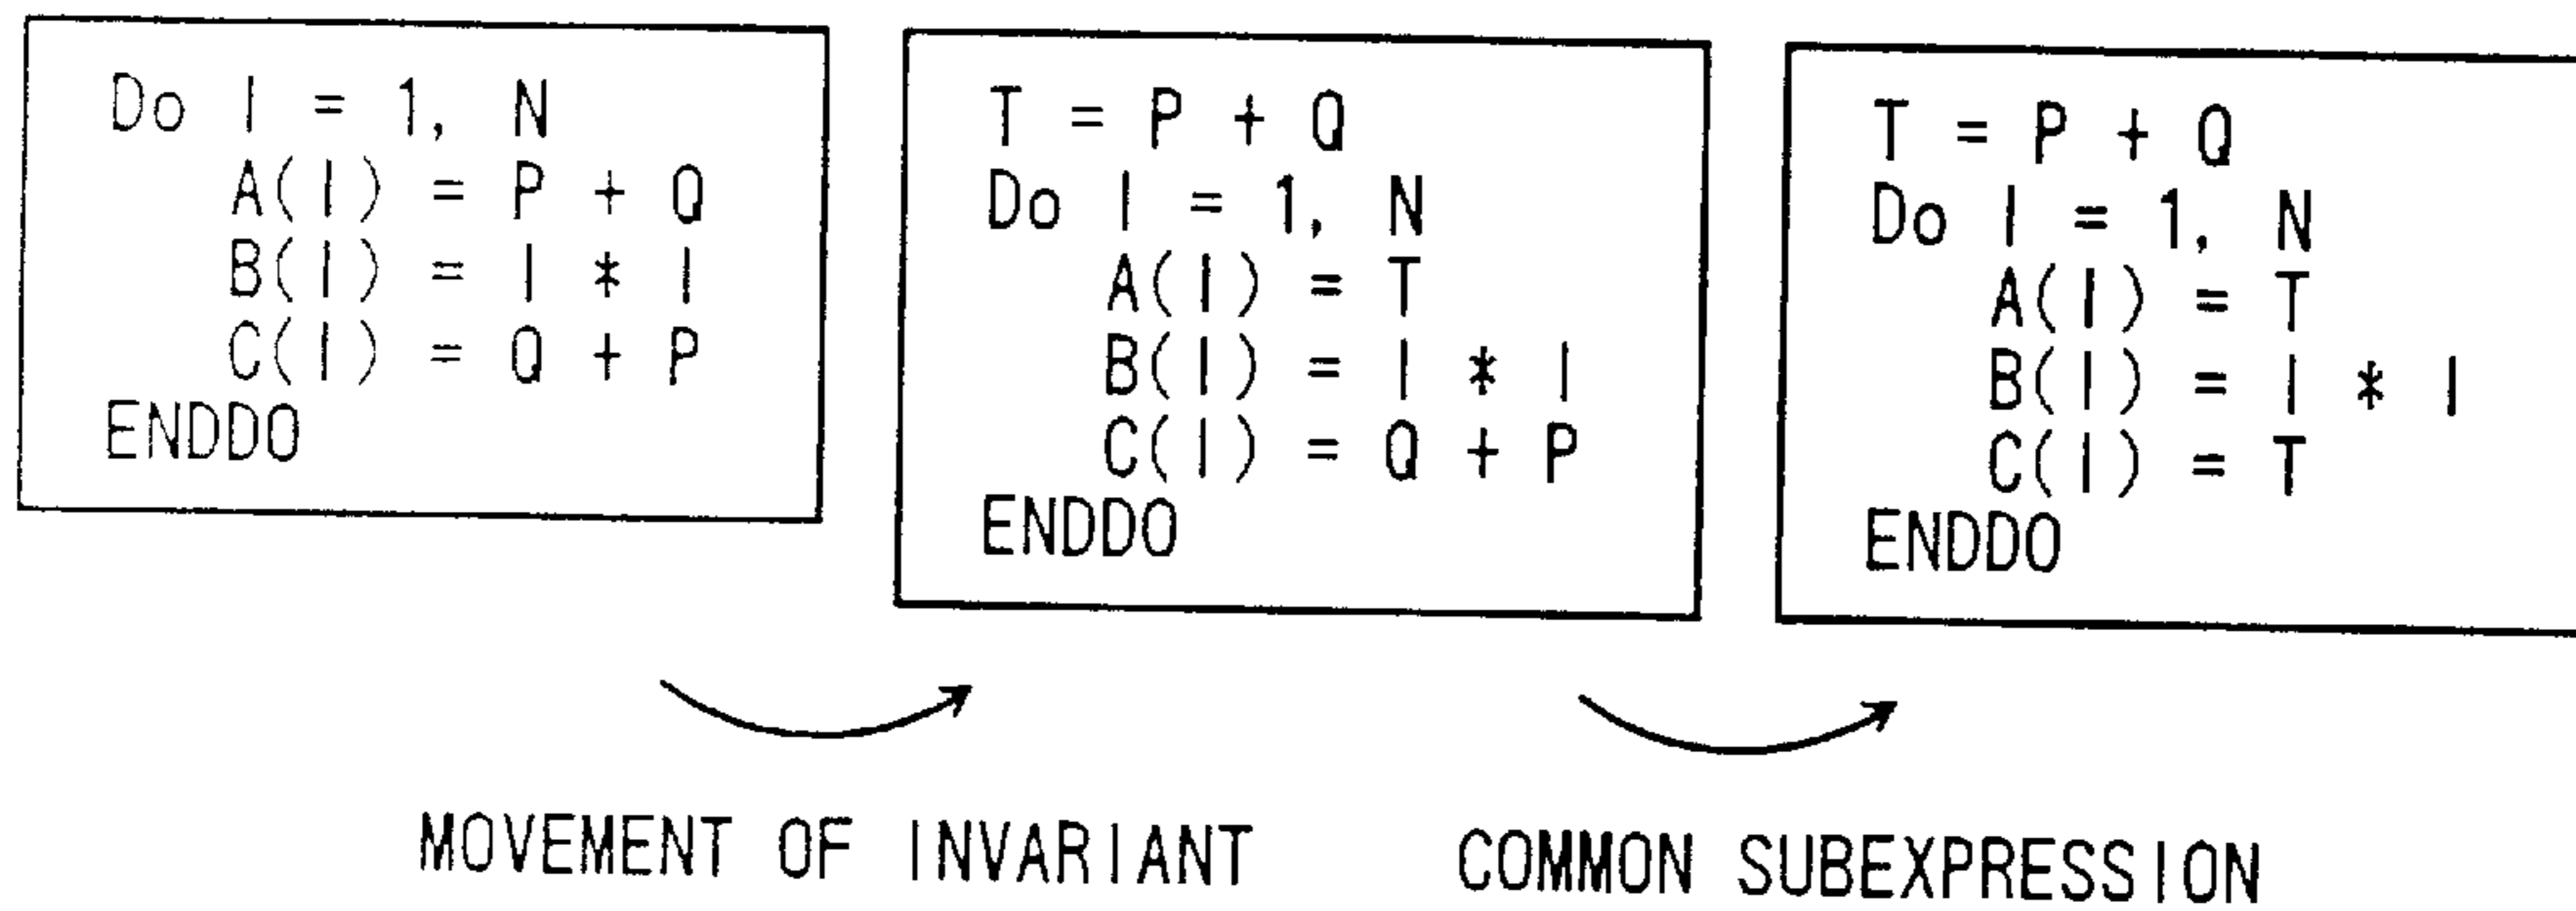 Do I = 1, N
A(I) = P + Q
B(I) = I * I
C(I) = Q + P
ENDDO
T = P + Q
Do I = 1, N
A(I) = T
B(I) = I * I
C(I) = Q + P
ENDDO
T = P + Q
Do I = 1, N
A(I) = T
B(I) = I * I
C(I) = T
ENDDO
MOVEMENT OF INVARIANT
COMMON SUBEXPRESSION